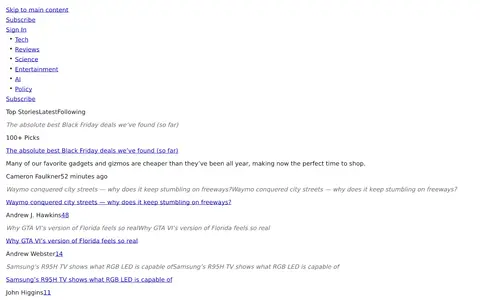 Skip to main content
Subscribe
Sign In
• Tech
• Reviews
• Science
• Entertainment
• AI
• Policy
Subscribe
Top StoriesLatestFollowing
The absolute best Black Friday deals we've found (so far)
100+ Picks
The absolute best Black Friday deals we've found (so far)
Many of our favorite gadgets and gizmos are cheaper than they've been all year, making now the perfect time to shop.
Cameron Faulkner52 minutes ago
Waymo conquered city streets — why does it keep stumbling on freeways?Waymo conquered city streets — why does it keep stumbling on freeways?
Waymo conquered city streets — why does it keep stumbling on freeways?
Andrew J. Hawkins48
Why GTA VI's version of Florida feels so realWhy GTA VI's version of Florida feels so real
Why GTA VI's version of Florida feels so real
Andrew Webster14
Samsung's R95H TV shows what RGB LED is capable ofSamsung's R95H TV shows what RGB LED is capable of
Samsung's R95H TV shows what RGB LED is capable of
John Higgins11